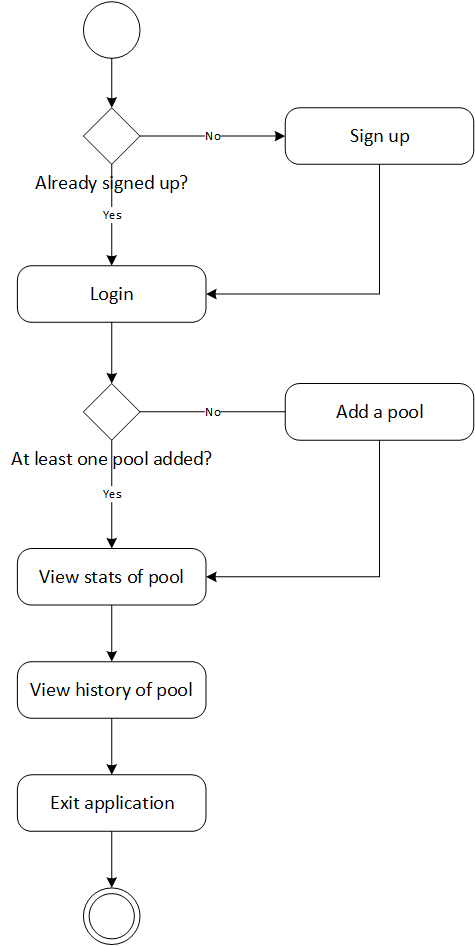 No
Sign up
Already signed up?
Yes
Login
No
Add a pool
At least one pool added?
Yes
View stats of pool
View history of pool
Exit application